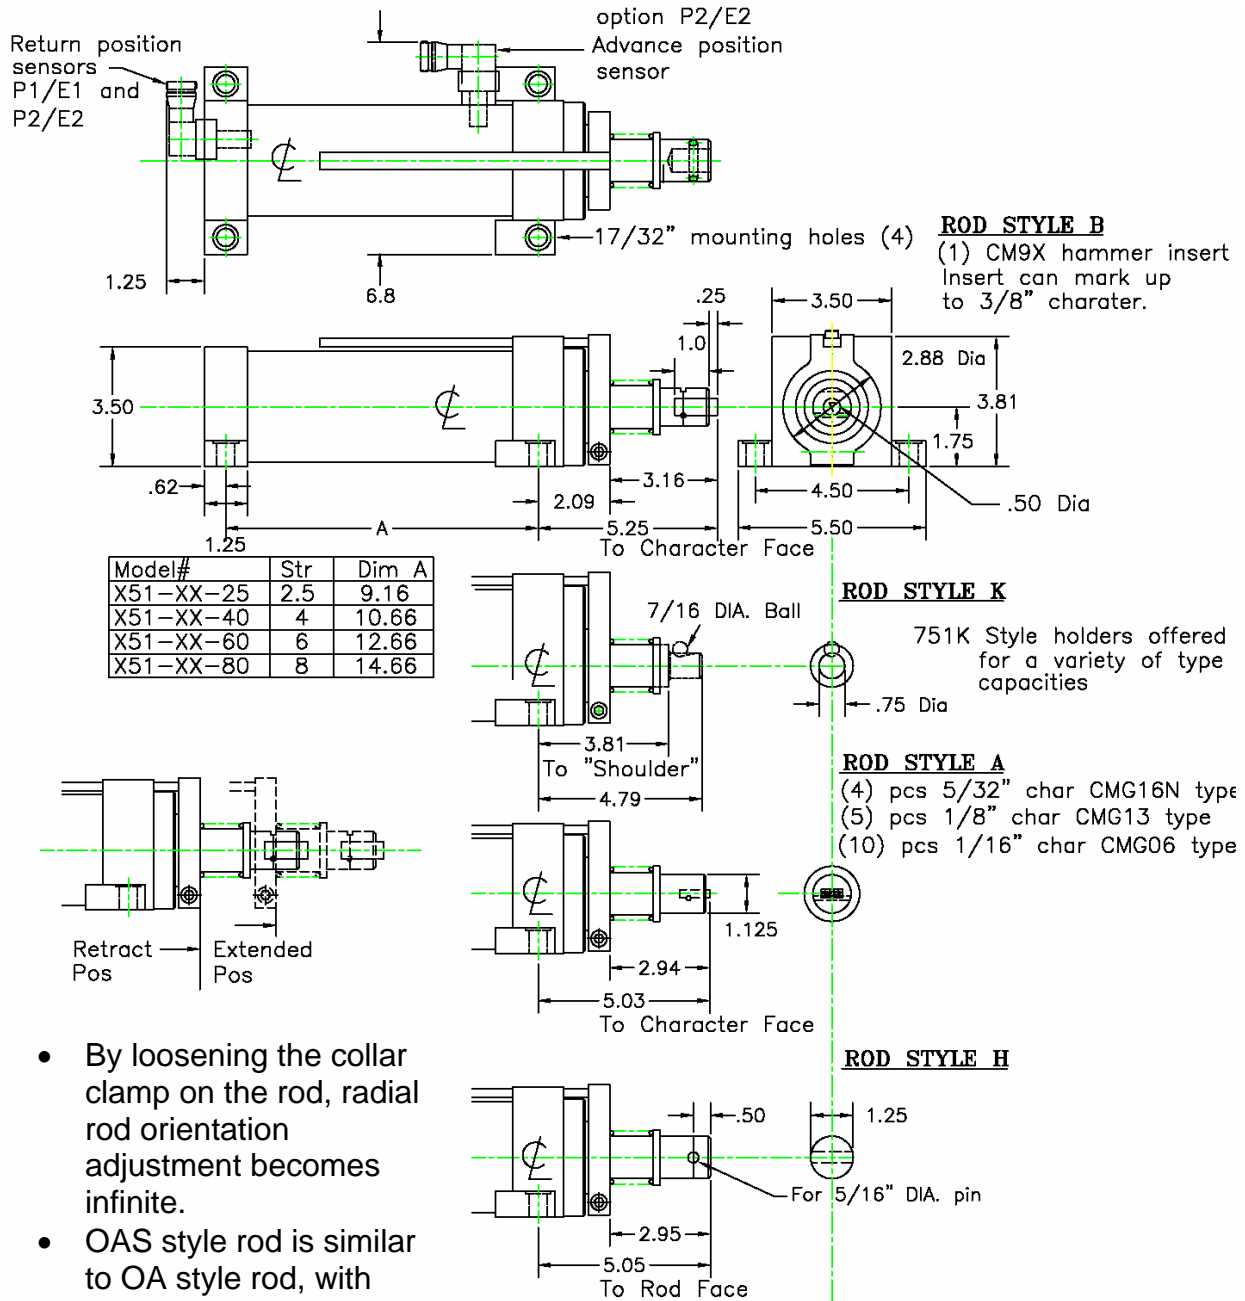 option P2/E2
Advance position
sensor
Return position
sensors
P1/E1 and
P2/E2
17/32" mounting holes (4)
ROD STYLE B
(1) CM9X hammer insert
Insert can mark up
to 3/8" charater.
1.25
6.8
.25
1.0
3.50
2.88 Dia
3.50
3.81
1.75
.62
3.16
2.09
4.50
.50 Dia
A
5.25
5.50
1.25
To Character Face
Model# Str Dim A
X51-XX-25 2.5 9.16
X51-XX-40 4 10.66
X51-XX-60 6 12.66
X51-XX-80 8 14.66
ROD STYLE K
7/16 DIA. Ball
751K Style holders offered
for a variety of type
capacities
.75 Dia
3.81
To "Shoulder"
4.79
ROD STYLE A
(4) pcs 5/32" char CMG16N type
(5) pcs 1/8" char CMG13 type
(10) pcs 1/16" char CMG06 type
1.125
Retract
Pos
Extended
Pos
2.94
5.03
To Character Face
• By loosening the collar
clamp on the rod, radial
rod orientation
adjustment becomes
infinite.
• OAS style rod is similar
to OA style rod, with
ROD STYLE H
.50
1.25
For 5/16" DIA. pin
2.95
5.05
To Rod Face